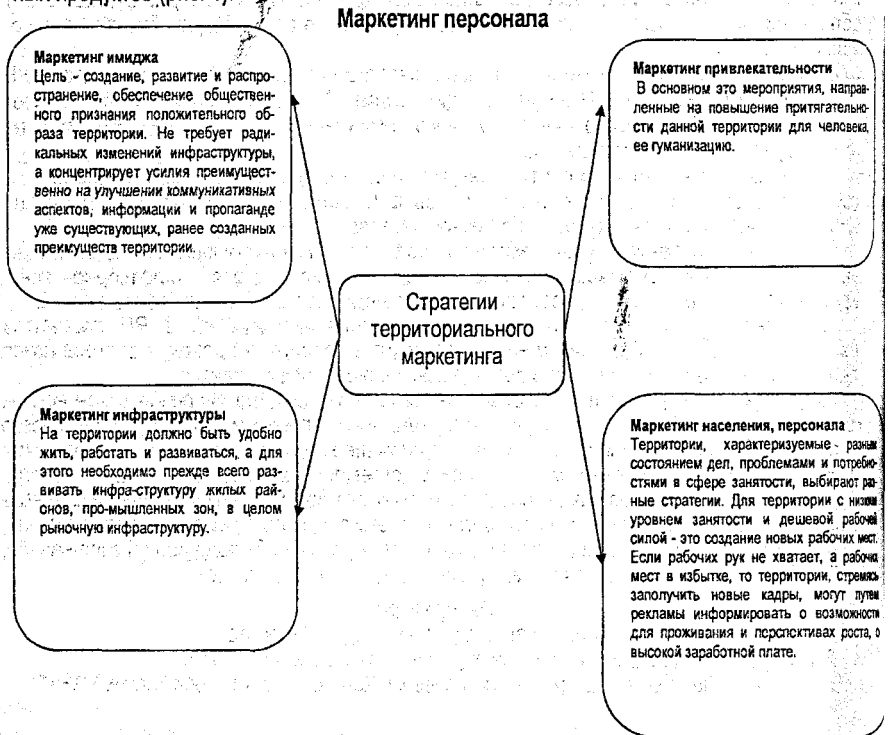 Маркетинг персонала
Маркетинг имиджа
Цель - создание, развитие и распро-
странение, обеспечение обществен-
ного признания положительного об-
раза территории. Не требует ради-
кальных изменений инфраструктуры,
а концентрирует усилия преимущест-
венно на улучшении коммуникативных
аспектов, информации и пропаганде
уже существующих, ранее созданных
преимуществ территории.
Маркетинг привлекательности
В основном это мероприятия, направ-
ленные на повышение притягательно-
сти данной территории для человека,
ее гуманизацию.
Стратегии
территориального
маркетинга
Маркетинг инфраструктуры
На территории должно быть удобно
жить, работать и развиваться, а для
этого необходимо прежде всего раз-
вивать инфра-структуру жилых рай-
онов, про-мышленных зон, в целом
рыночную инфраструктуру.
Маркетинг населения, персонала
Территории, характеризуемые разным
состоянием дел, проблемами и потребно-
стями в сфере занятости, выбирают раз-
ные стратегии. Для территории с низким
уровнем занятости и дешевой рабочей
силой - это создание новых рабочих мест.
Если рабочих рук не хватает, а рабочих
мест в избытке, то территории, стремясь
заполучить новые кадры, могут путем
рекламы информировать о возможности
для проживания и перспективах роста, о
высокой заработной плате.